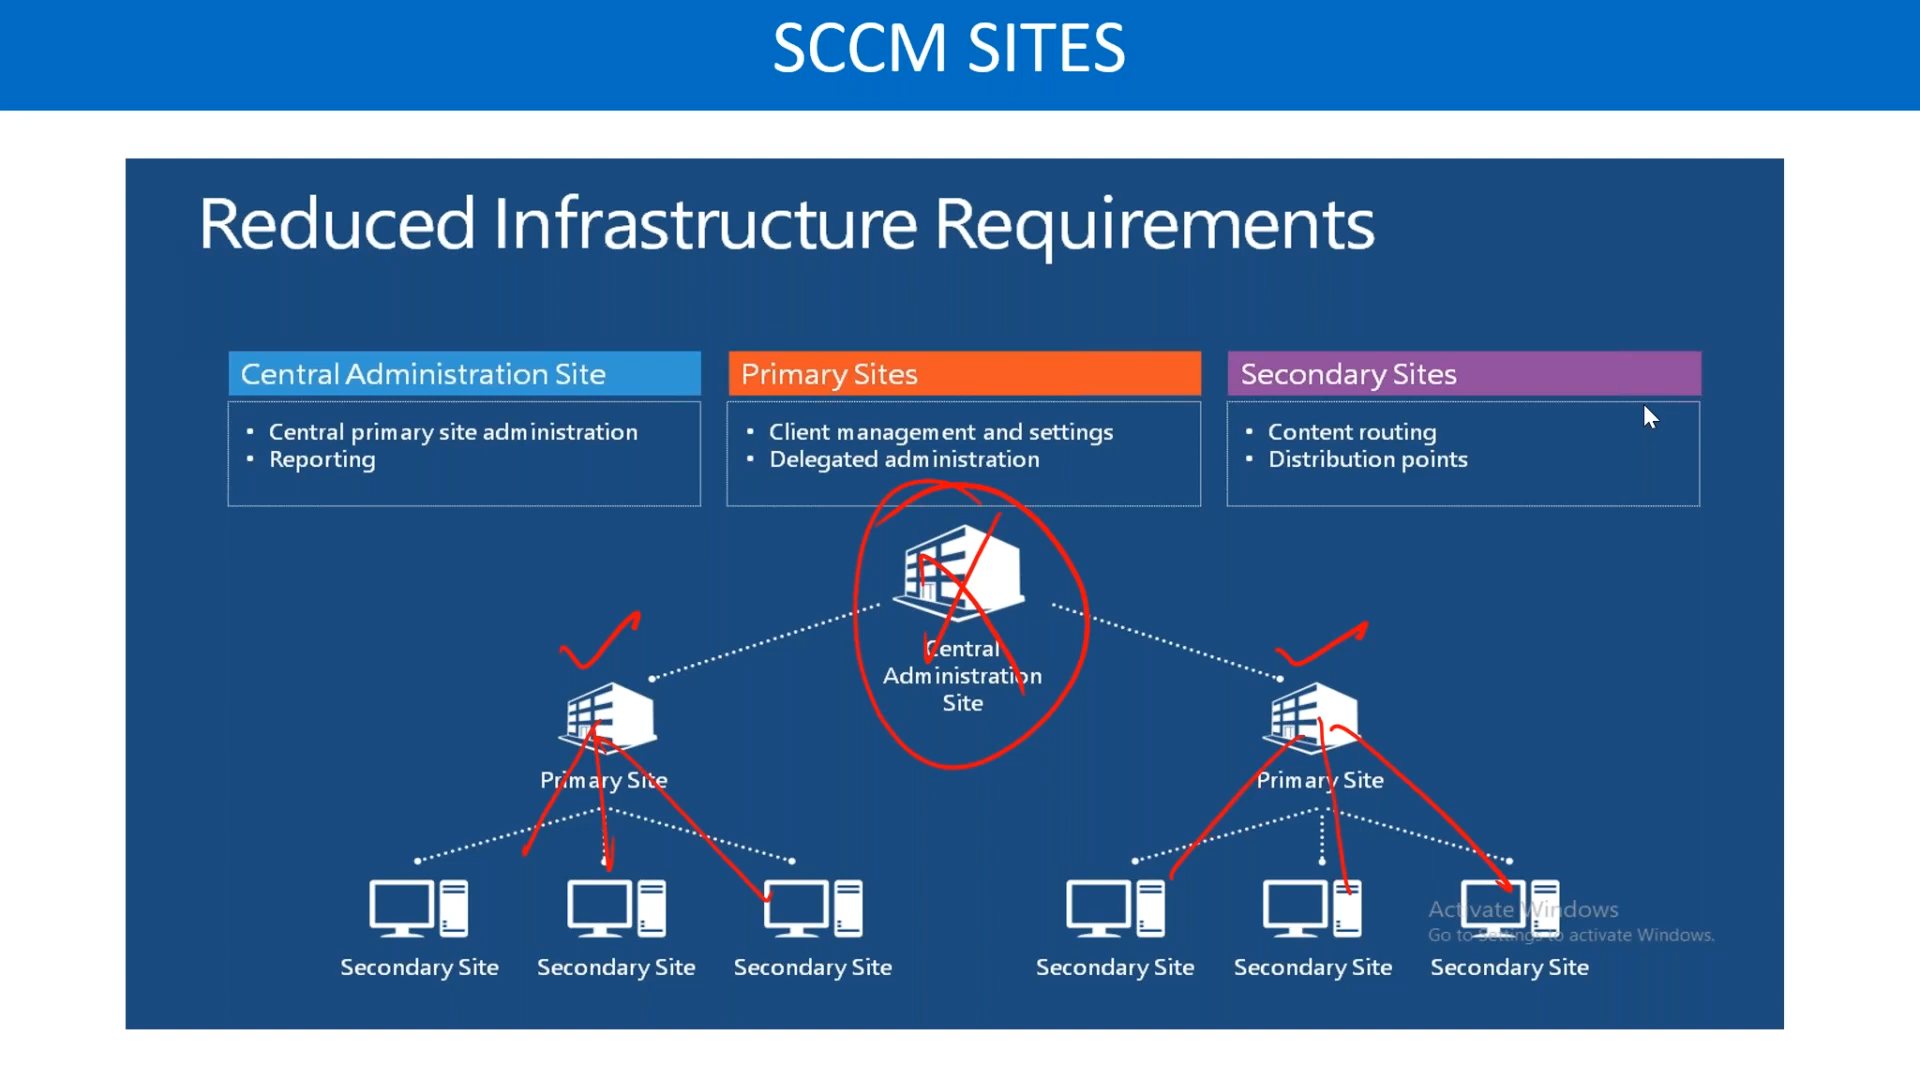 SCCM SITES
Reduced Infrastructure Requirements
Central Administration Site
• Central primary site administration
• Reporting
Primary Sites
• Client management and settings
• Delegated administration
Secondary Sites
• Content routing
• Distribution points
Central
Administration
Site
Primary Site
Primary Site
Secondary Site
Secondary Site
Secondary Site
Secondary Site
Secondary Site
Secondary Site
Activate Windows
Go to Settings to activate Windows.